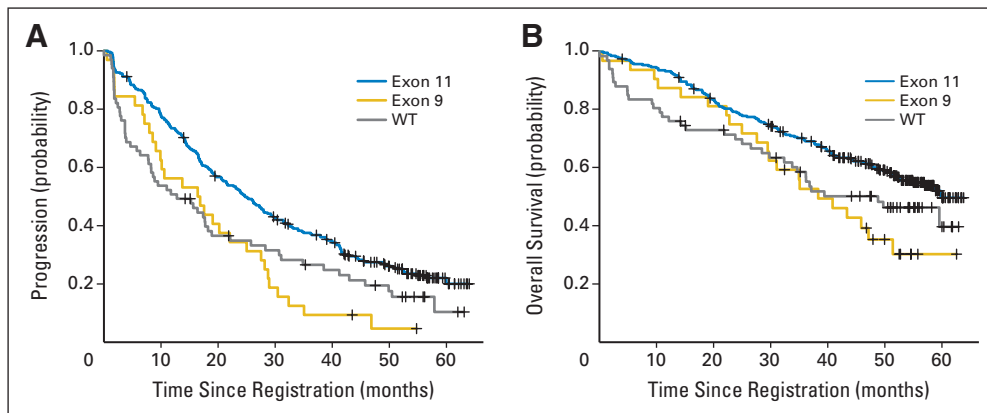 A
Progression (probability)
1.0
0.8
0.6
0.4
0.2
0
10
20
30
40
50
60
Time Since Registration (months)
Exon 11
Exon 9
WT
B
Overall Survival (probability)
1.0
0.8
0.6
0.4
0.2
0
10
20
30
40
50
60
Time Since Registration (months)
Exon 11
Exon 9
WT